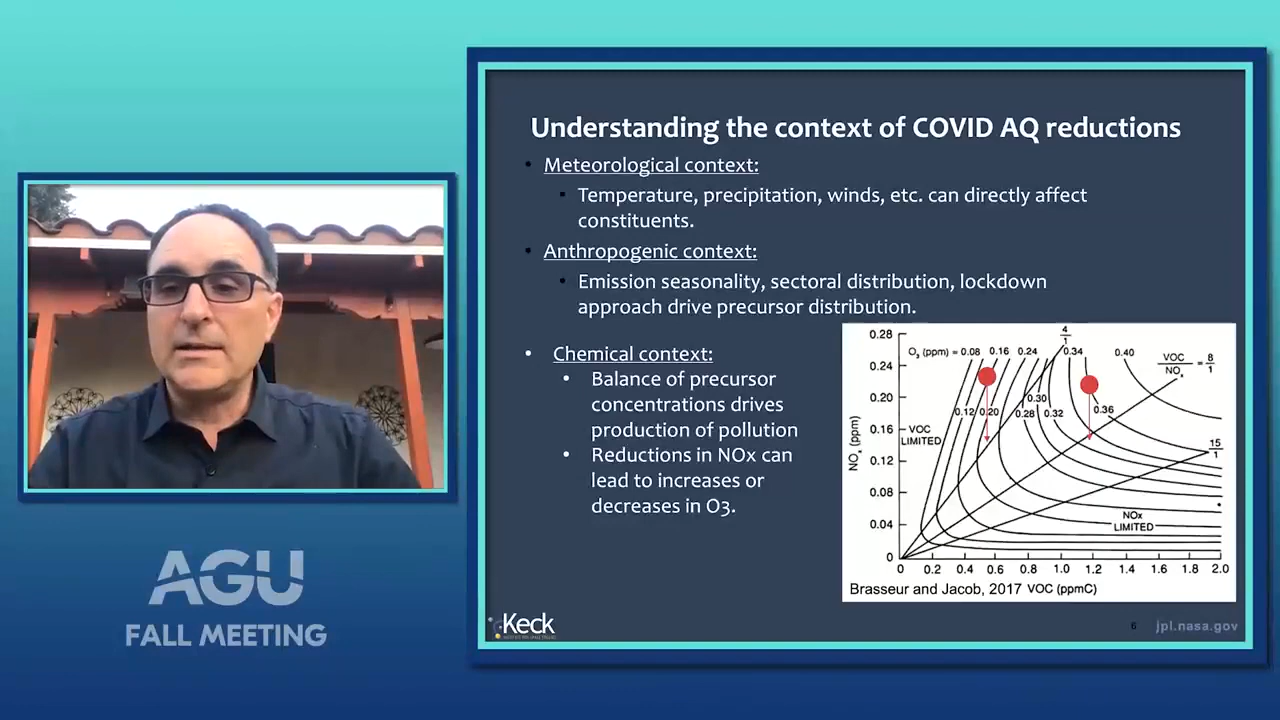 Understanding the context of COVID AQ reductions
• Meteorological context:
▪ Temperature, precipitation, winds, etc. can directly affect
constituents.
• Anthropogenic context:
▪ Emission seasonality, sectoral distribution, lockdown
approach drive precursor distribution.
• Chemical context:
• Balance of precursor
concentrations drives
production of pollution
• Reductions in NOx can
lead to increases or
decreases in O3.
0.28
0.24
0.20
0.16
0.12
0.08
0.04
0
NOx (ppm)
O3 (ppm) = 0.08 0.16 0.24
4/1
0.34
0.40
VOC/NOx = 8/1
0.12 0.20
0.30
0.28 0.32
0.36
VOC
LIMITED
15/1
NOx
LIMITED
0 0.2 0.4 0.6 0.8 1.0 1.2 1.4 1.6 1.8 2.0
Brasseur and Jacob, 2017 VOC (ppmC)
Keck
6 jpl.nasa.gov
AGU
FALL MEETING